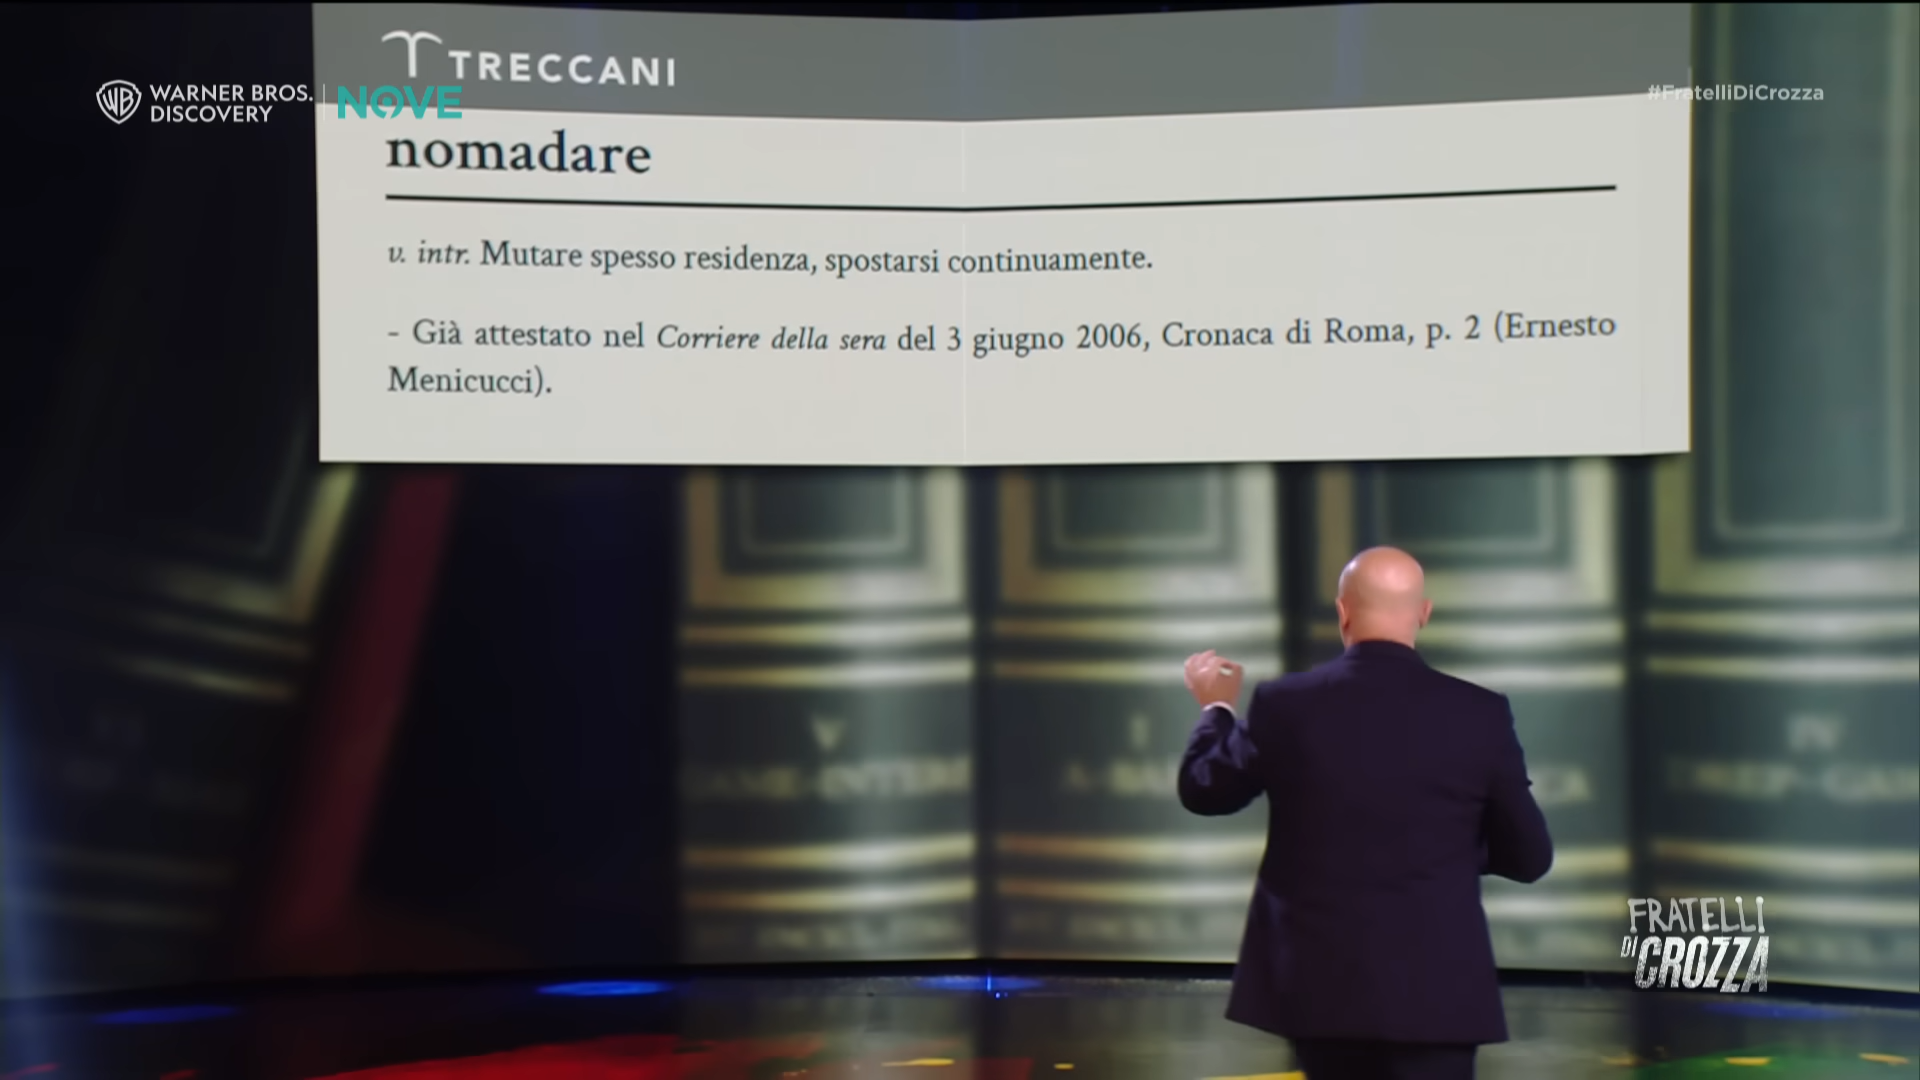 TRECCANI
WARNER BROS.
DISCOVERY
NOVE
#FratelliDiCrozza
nomadare
v. intr. Mutare spesso residenza, spostarsi continuamente.
- Già attestato nel Corriere della sera del 3 giugno 2006, Cronaca di Roma, p. 2 (Ernesto
Menicucci).
V
I
IV
FRATELLI
DI CROZZA